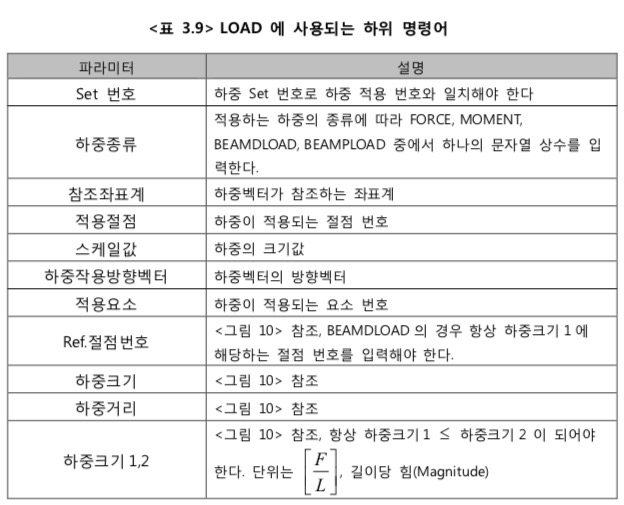 <표 3.9> LOAD 에 사용되는 하위 명령어
파라미터 설명
Set 번호 하중 Set 번호로 하중 적용 번호와 일치해야 한다
하중종류 적용하는 하중의 종류에 따라 FORCE, MOMENT,
BEAMDLOAD, BEAMPLOAD 중에서 하나의 문자열 상수를 입
력한다.
참조좌표계 하중벡터가 참조하는 좌표계
적용절점 하중이 적용되는 절점 번호
스케일값 하중의 크기값
하중작용방향벡터 하중벡터의 방향벡터
적용요소 하중이 적용되는 요소 번호
Ref.절점번호 <그림 10> 참조, BEAMDLOAD 의 경우 항상 하중크기 1 에
해당하는 절점 번호를 입력해야 한다.
하중크기 <그림 10> 참조
하중거리 <그림 10> 참조
하중크기 1,2 <그림 10> 참조, 항상 하중크기 1 ≤ 하중크기 2 이 되어야
한다. 단위는 [F/L], 길이당 힘(Magnitude)